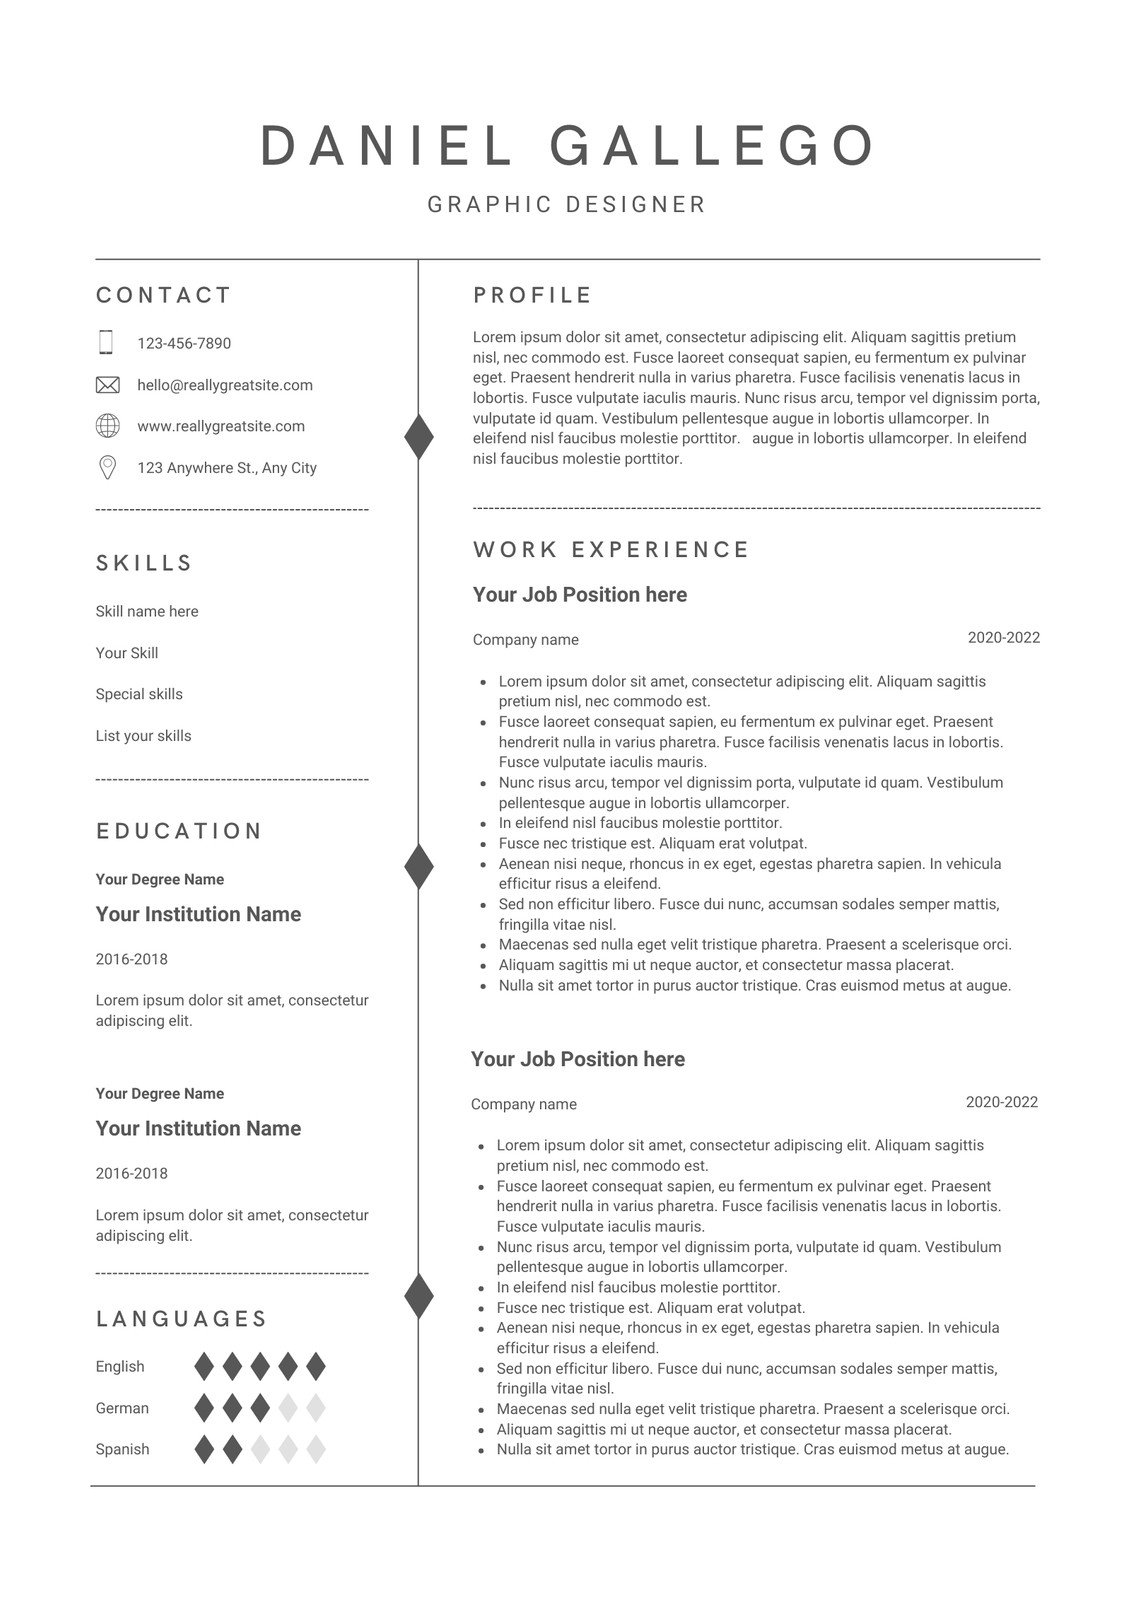 DANIEL GALLEGO
GRAPHIC DESIGNER
CONTACT
123-456-7890
hello@reallygreatsite.com
www.reallygreatsite.com
123 Anywhere St., Any City
SKILLS
Skill name here
Your Skill
Special skills
List your skills
EDUCATION
Your Degree Name
Your Institution Name
2016-2018
Lorem ipsum dolor sit amet, consectetur
adipiscing elit.
Your Degree Name
Your Institution Name
2016-2018
Lorem ipsum dolor sit amet, consectetur
adipiscing elit.
LANGUAGES
English
German
Spanish
PROFILE
Lorem ipsum dolor sit amet, consectetur adipiscing elit. Aliquam sagittis pretium
nisl, nec commodo est. Fusce laoreet consequat sapien, eu fermentum ex pulvinar
eget. Praesent hendrerit nulla in varius pharetra. Fusce facilisis venenatis lacus in
lobortis. Fusce vulputate iaculis mauris. Nunc risus arcu, tempor vel dignissim porta,
vulputate id quam. Vestibulum pellentesque augue in lobortis ullamcorper. In
eleifend nisl faucibus molestie porttitor.   augue in lobortis ullamcorper. In eleifend
nisl faucibus molestie porttitor.
WORK EXPERIENCE
Your Job Position here
Company name 2020-2022
• Lorem ipsum dolor sit amet, consectetur adipiscing elit. Aliquam sagittis
pretium nisl, nec commodo est.
• Fusce laoreet consequat sapien, eu fermentum ex pulvinar eget. Praesent
hendrerit nulla in varius pharetra. Fusce facilisis venenatis lacus in lobortis.
Fusce vulputate iaculis mauris.
• Nunc risus arcu, tempor vel dignissim porta, vulputate id quam. Vestibulum
pellentesque augue in lobortis ullamcorper.
• In eleifend nisl faucibus molestie porttitor.
• Fusce nec tristique est. Aliquam erat volutpat.
• Aenean nisi neque, rhoncus in ex eget, egestas pharetra sapien. In vehicula
efficitur risus a eleifend.
• Sed non efficitur libero. Fusce dui nunc, accumsan sodales semper mattis,
fringilla vitae nisl.
• Maecenas sed nulla eget velit tristique pharetra. Praesent a scelerisque orci.
• Aliquam sagittis mi ut neque auctor, et consectetur massa placerat.
• Nulla sit amet tortor in purus auctor tristique. Cras euismod metus at augue.
Your Job Position here
Company name 2020-2022
• Lorem ipsum dolor sit amet, consectetur adipiscing elit. Aliquam sagittis
pretium nisl, nec commodo est.
• Fusce laoreet consequat sapien, eu fermentum ex pulvinar eget. Praesent
hendrerit nulla in varius pharetra. Fusce facilisis venenatis lacus in lobortis.
Fusce vulputate iaculis mauris.
• Nunc risus arcu, tempor vel dignissim porta, vulputate id quam. Vestibulum
pellentesque augue in lobortis ullamcorper.
• In eleifend nisl faucibus molestie porttitor.
• Fusce nec tristique est. Aliquam erat volutpat.
• Aenean nisi neque, rhoncus in ex eget, egestas pharetra sapien. In vehicula
efficitur risus a eleifend.
• Sed non efficitur libero. Fusce dui nunc, accumsan sodales semper mattis,
fringilla vitae nisl.
• Maecenas sed nulla eget velit tristique pharetra. Praesent a scelerisque orci.
• Aliquam sagittis mi ut neque auctor, et consectetur massa placerat.
• Nulla sit amet tortor in purus auctor tristique. Cras euismod metus at augue.